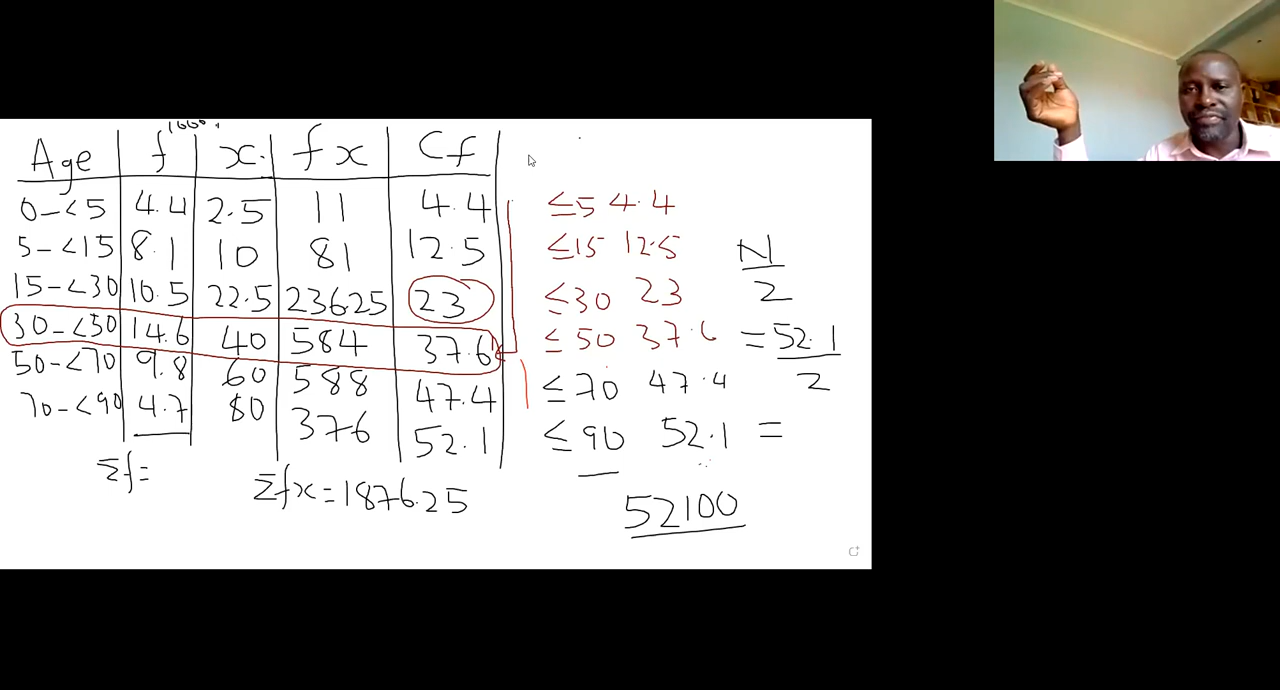 1000
Age f x. fx Cf
0-<5 4.4 2.5 11 4.4
5-<15 8.1 10 81 12.5
15-<30 10.5 22.5 236.25 23
30-<50 14.6 40 584 37.6
50-<70 9.8 60 588 47.4
70-<90 4.7 80 376 52.1
Σf=
Σfx=1876.25
≤5 4.4
≤15 12.5
≤30 23
≤50 37.6
≤70 47.4
≤90 52.1 =
52100
N
2
=52.1
2